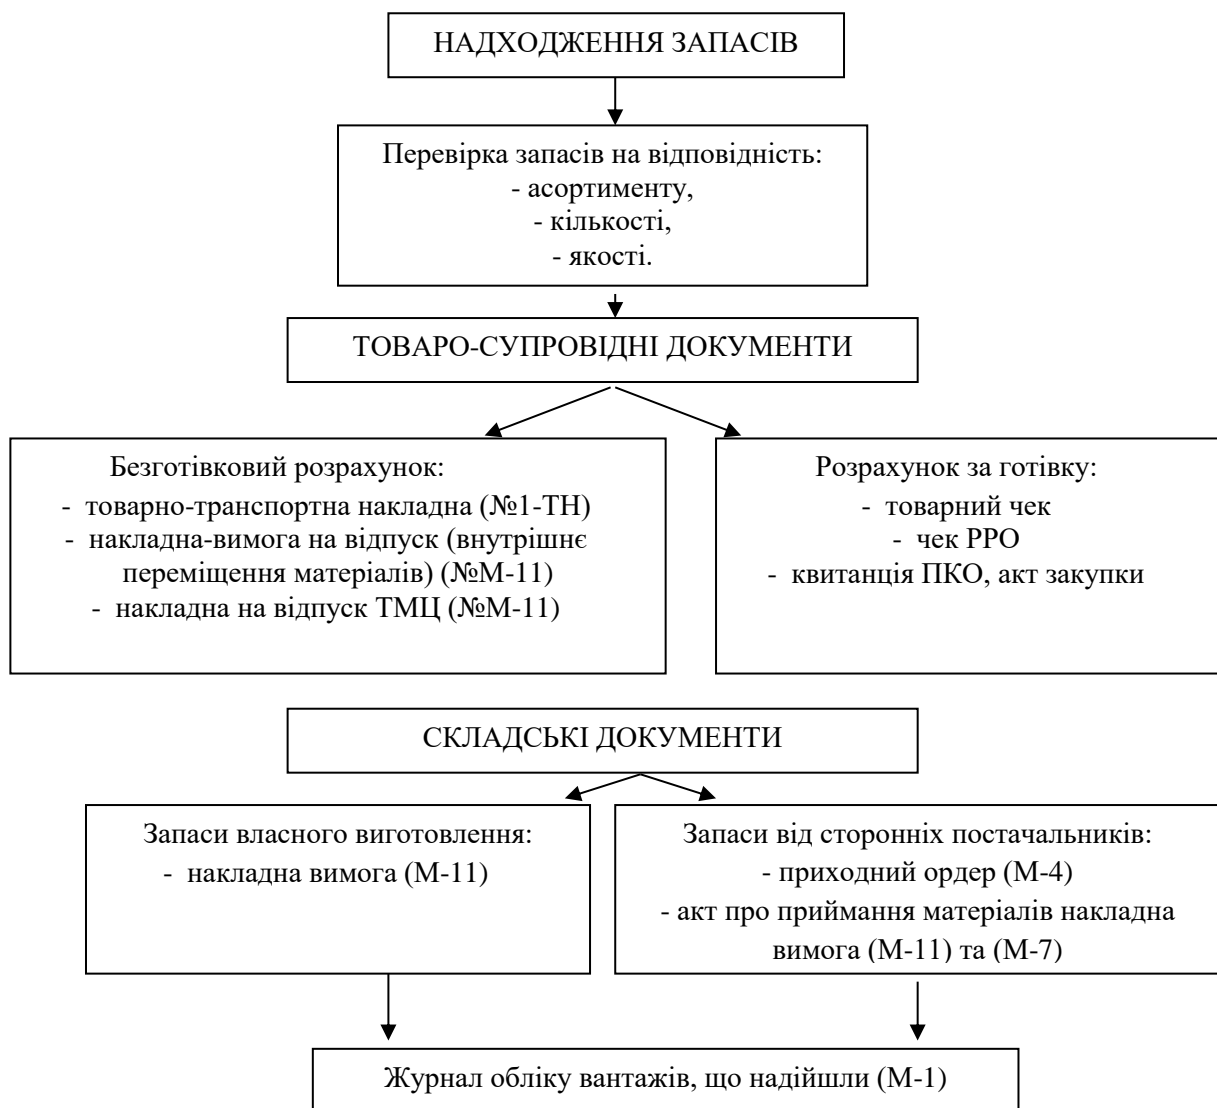 НАДХОДЖЕННЯ ЗАПАСІВ
Перевірка запасів на відповідність:
- асортименту,
- кількості,
- якості.
ТОВАРО-СУПРОВІДНІ ДОКУМЕНТИ
Безготівковий розрахунок:
- товарно-транспортна накладна (№1-ТН)
- накладна-вимога на відпуск (внутрішнє
переміщення матеріалів) (№М-11)
- накладна на відпуск ТМЦ (№М-11)
Розрахунок за готівку:
- товарний чек
- чек РРО
- квитанція ПКО, акт закупки
СКЛАДСЬКІ ДОКУМЕНТИ
Запаси власного виготовлення:
- накладна вимога (М-11)
Запаси від сторонніх постачальників:
- приходний ордер (М-4)
- акт про приймання матеріалів накладна
вимога (М-11) та (М-7)
Журнал обліку вантажів, що надійшли (М-1)